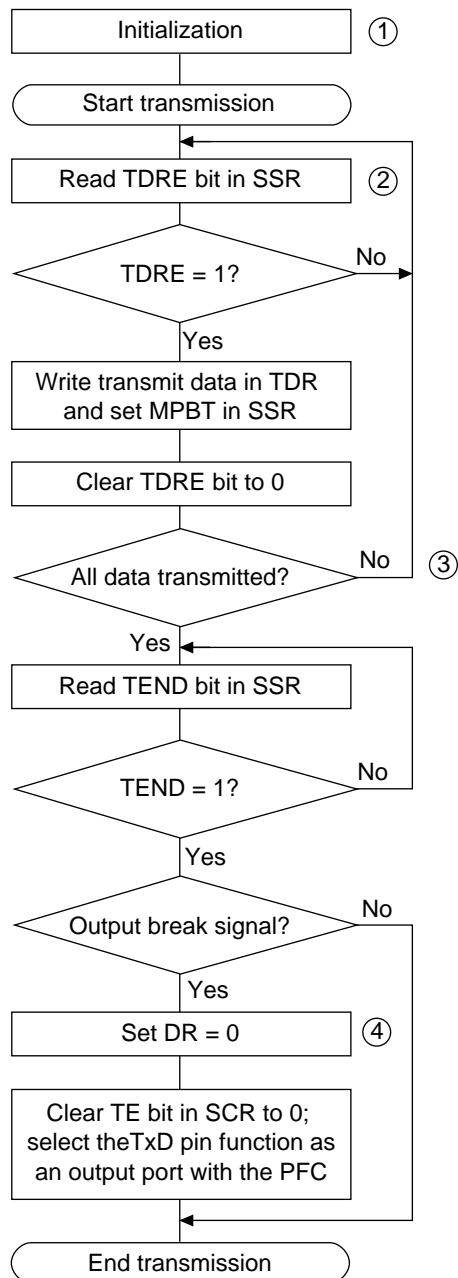 Initialization
①
Start transmission
Read TDRE bit in SSR
②
TDRE = 1?
No
Yes
Write transmit data in TDR
and set MPBT in SSR
Clear TDRE bit to 0
All data transmitted?
No
③
Yes
Read TEND bit in SSR
TEND = 1?
No
Yes
Output break signal?
No
Yes
Set DR = 0
④
Clear TE bit in SCR to 0;
select theTxD pin function as
an output port with the PFC
End transmission